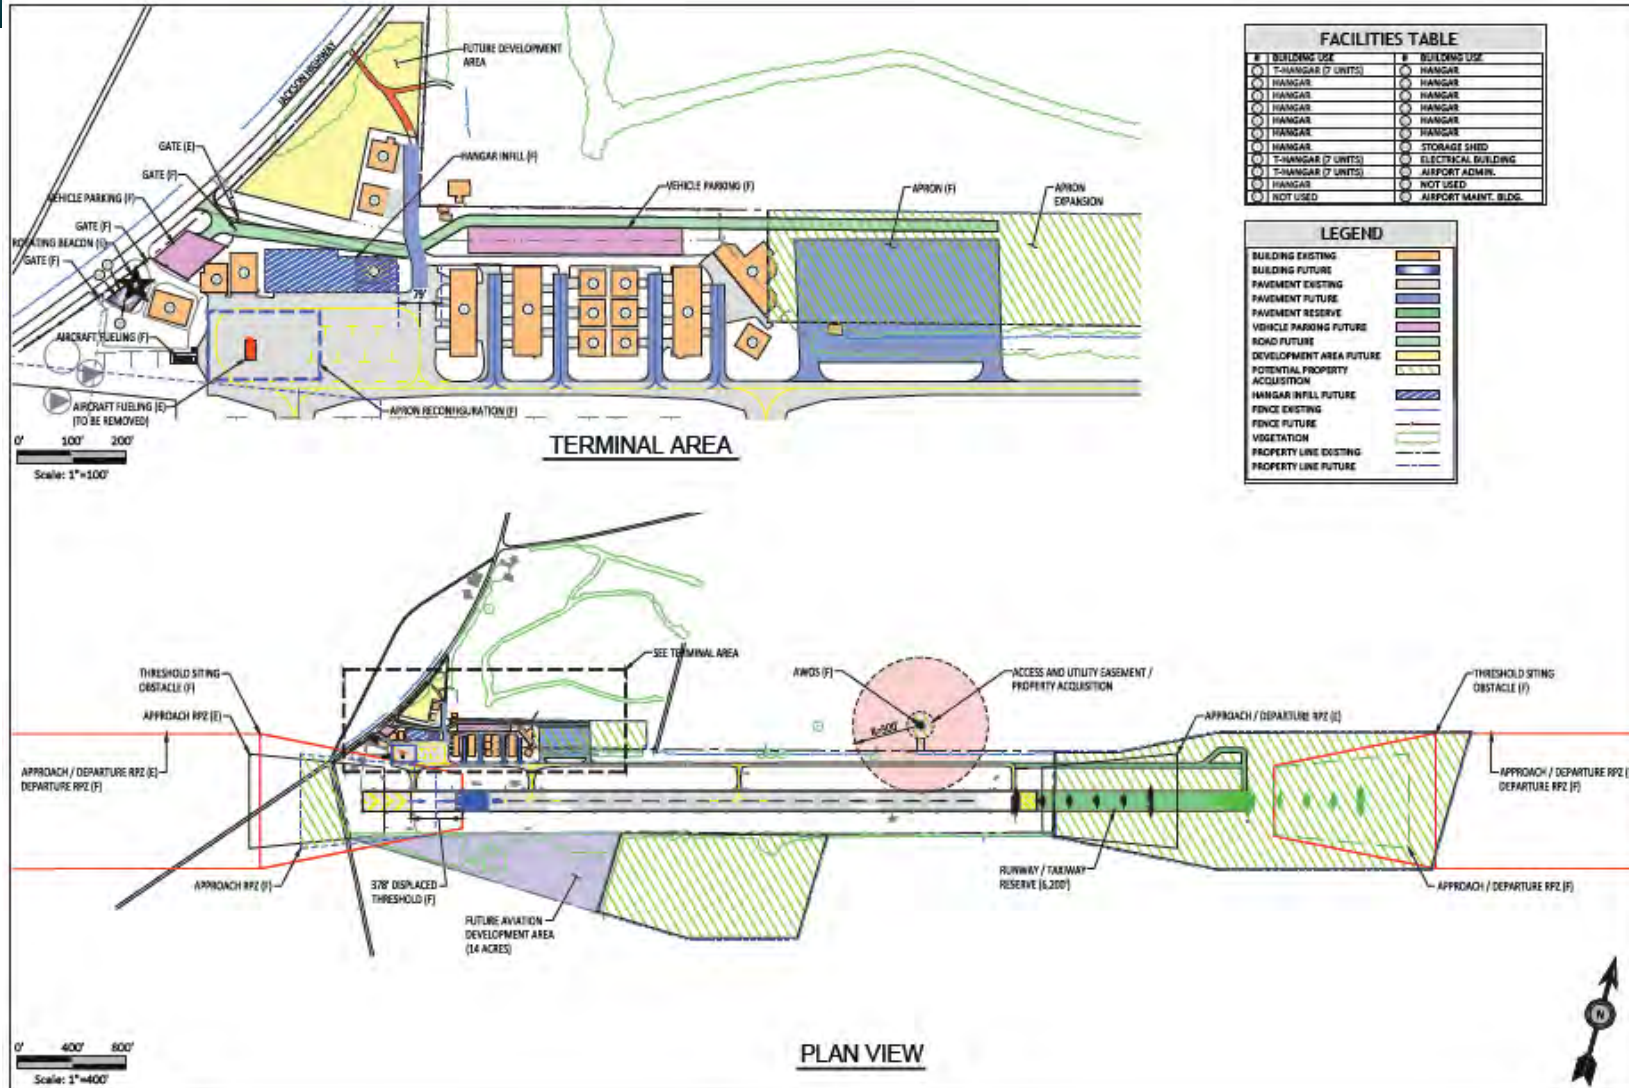 FUTURE DEVELOPMENT
AREA
JACKSON HIGHWAY
GATE (E)
HANGAR INFILL (F)
GATE (F)
VEHICLE PARKING (F)
APRON (F)
APRON
EXPANSION
VEHICLE PARKING (F)
GATE (F)
ROTATING BEACON (E)
GATE (F)
79'
AIRCRAFT FUELING (F)
AIRCRAFT FUELING (E)
(TO BE REMOVED)
APRON RECONFIGURATION (F)
0' 100' 200'
Scale: 1"=100'
TERMINAL AREA
FACILITIES TABLE
# BUILDING USE # BUILDING USE
T-HANGAR (7 UNITS) HANGAR
HANGAR HANGAR
HANGAR HANGAR
HANGAR HANGAR
HANGAR HANGAR
HANGAR HANGAR
HANGAR STORAGE SHED
T-HANGAR (7 UNITS) ELECTRICAL BUILDING
T-HANGAR (7 UNITS) AIRPORT ADMIN.
HANGAR NOT USED
NOT USED AIRPORT MAINT. BLDG.
LEGEND
BUILDING EXISTING
BUILDING FUTURE
PAVEMENT EXISTING
PAVEMENT FUTURE
PAVEMENT RESERVE
VEHICLE PARKING FUTURE
ROAD FUTURE
DEVELOPMENT AREA FUTURE
POTENTIAL PROPERTY
ACQUISITION
HANGAR INFILL FUTURE
FENCE EXISTING
FENCE FUTURE
VEGETATION
PROPERTY LINE EXISTING
PROPERTY LINE FUTURE
SEE TERMINAL AREA
THRESHOLD SITING
OBSTACLE (F)
APPROACH RPZ (E)
APPROACH / DEPARTURE RPZ (E)
DEPARTURE RPZ (F)
APPROACH RPZ (F)
378' DISPLACED
THRESHOLD (F)
FUTURE AVIATION
DEVELOPMENT AREA
(14 ACRES)
AWOS (F)
ACCESS AND UTILITY EASEMENT /
PROPERTY ACQUISITION
R=500'
APPROACH / DEPARTURE RPZ (E)
THRESHOLD SITING
OBSTACLE (F)
APPROACH / DEPARTURE RPZ (
DEPARTURE RPZ (F)
RUNWAY / TAXIWAY
RESERVE (6,200')
APPROACH / DEPARTURE RPZ (F)
0' 400' 800'
Scale: 1"=400'
PLAN VIEW
N